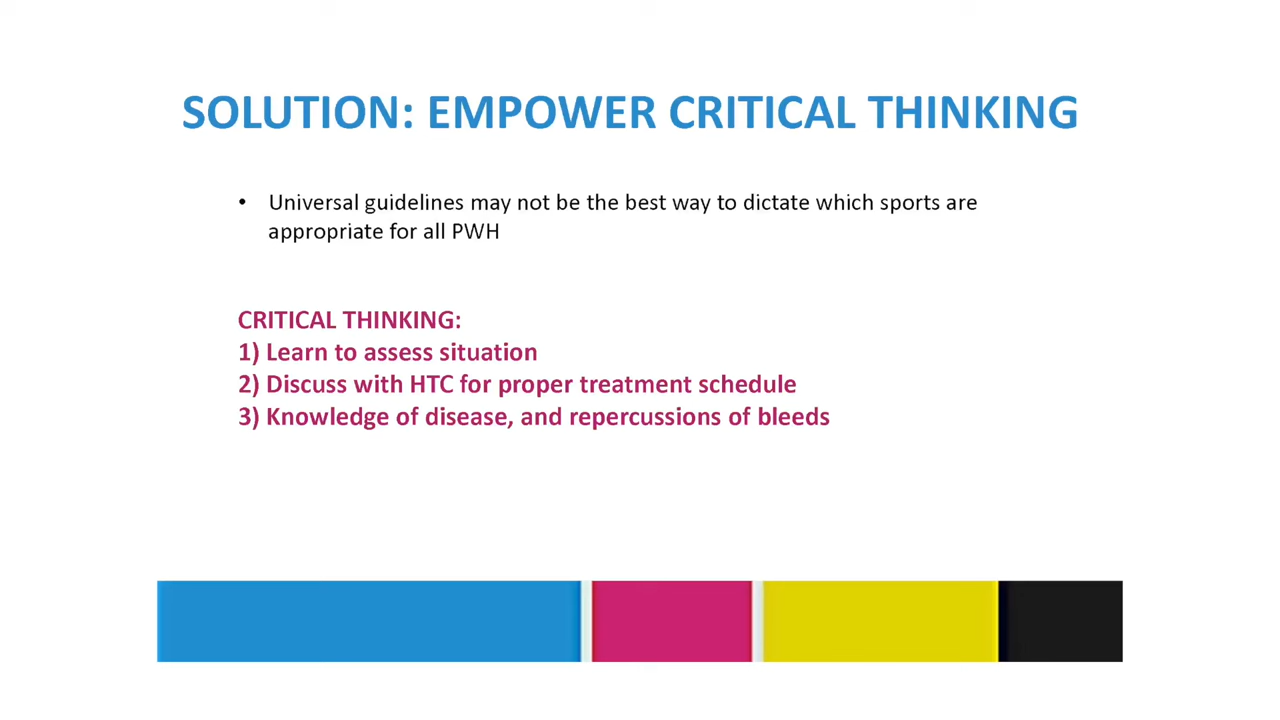 SOLUTION: EMPOWER CRITICAL THINKING
• Universal guidelines may not be the best way to dictate which sports are
appropriate for all PWH
CRITICAL THINKING:
1) Learn to assess situation
2) Discuss with HTC for proper treatment schedule
3) Knowledge of disease, and repercussions of bleeds